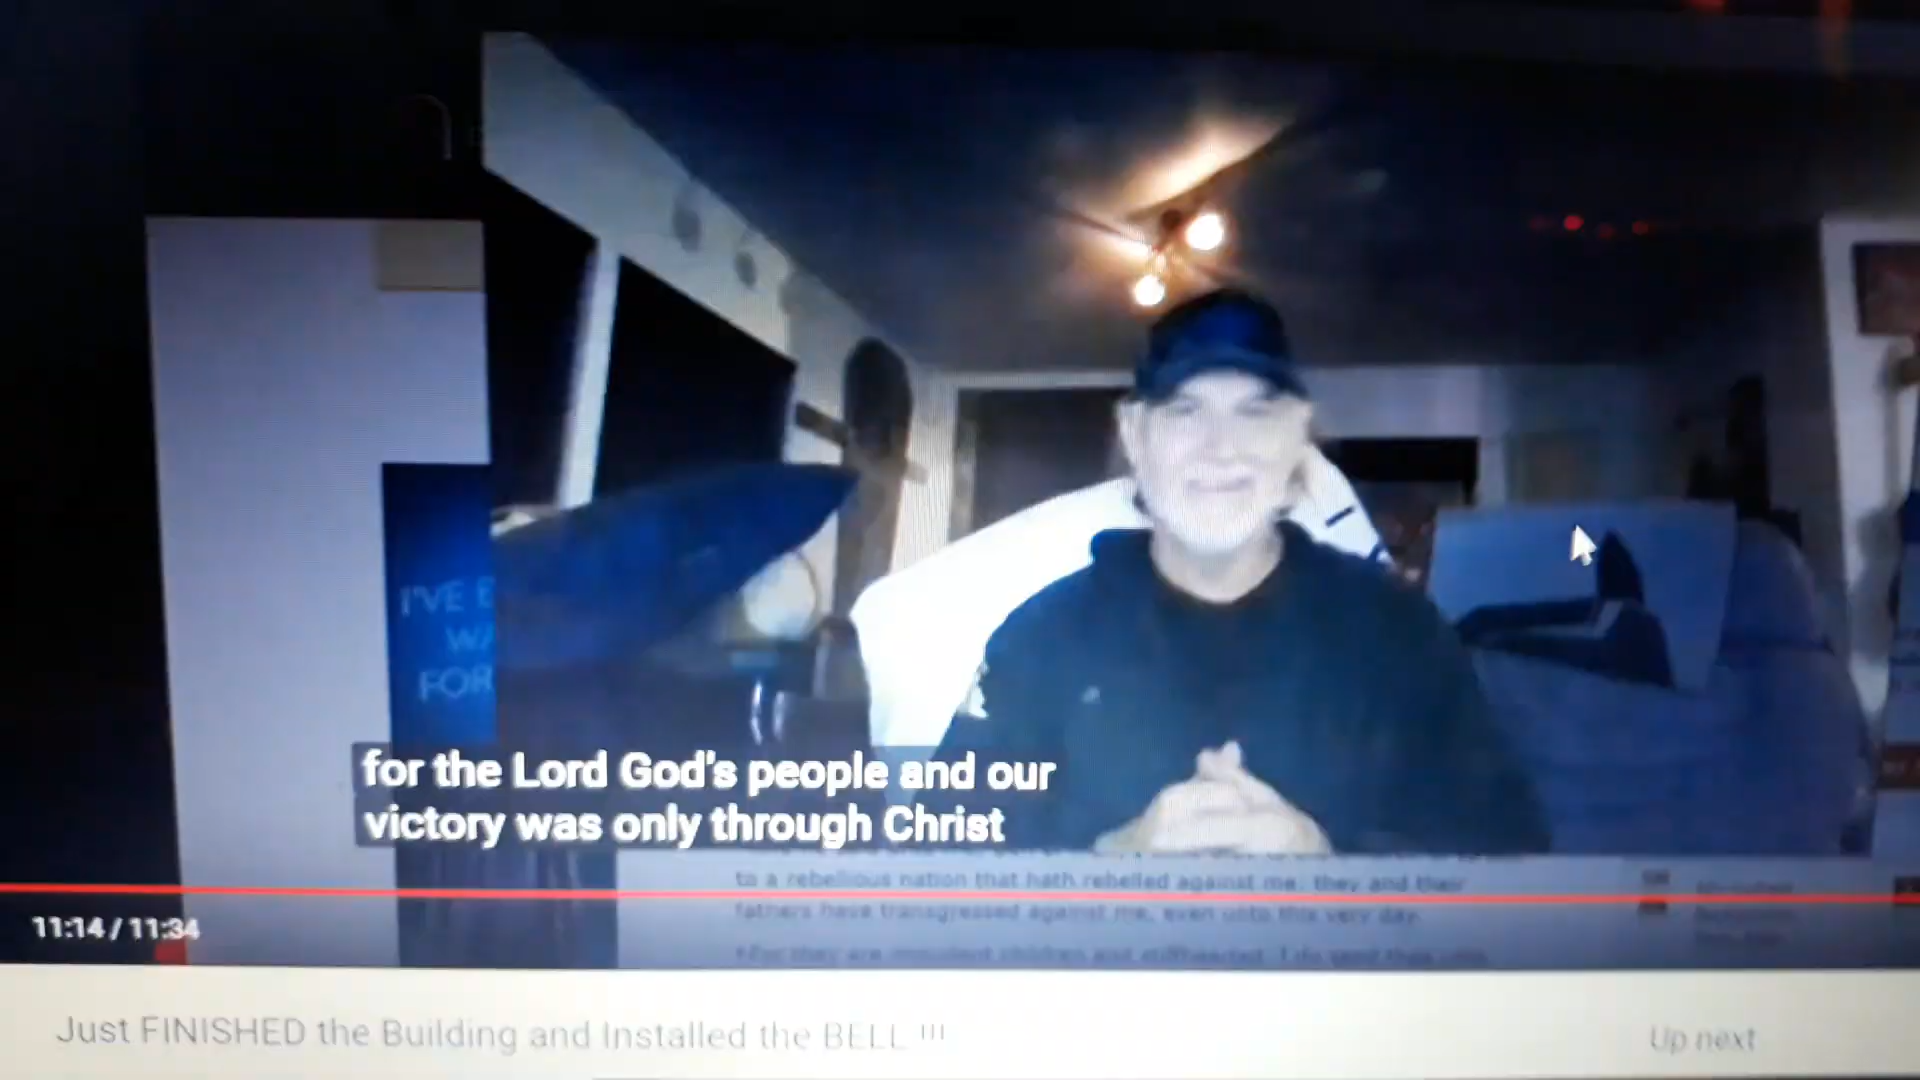 I'VE
FOR
for the Lord God's people and our
victory was only through Christ
to a rebellious nation that hath rebelled against me: they and their
fathers have transgressed against me, even unto this very day.
11:14 / 11:34
Just FINISHED the Building and Installed the BELL !!!
Up next